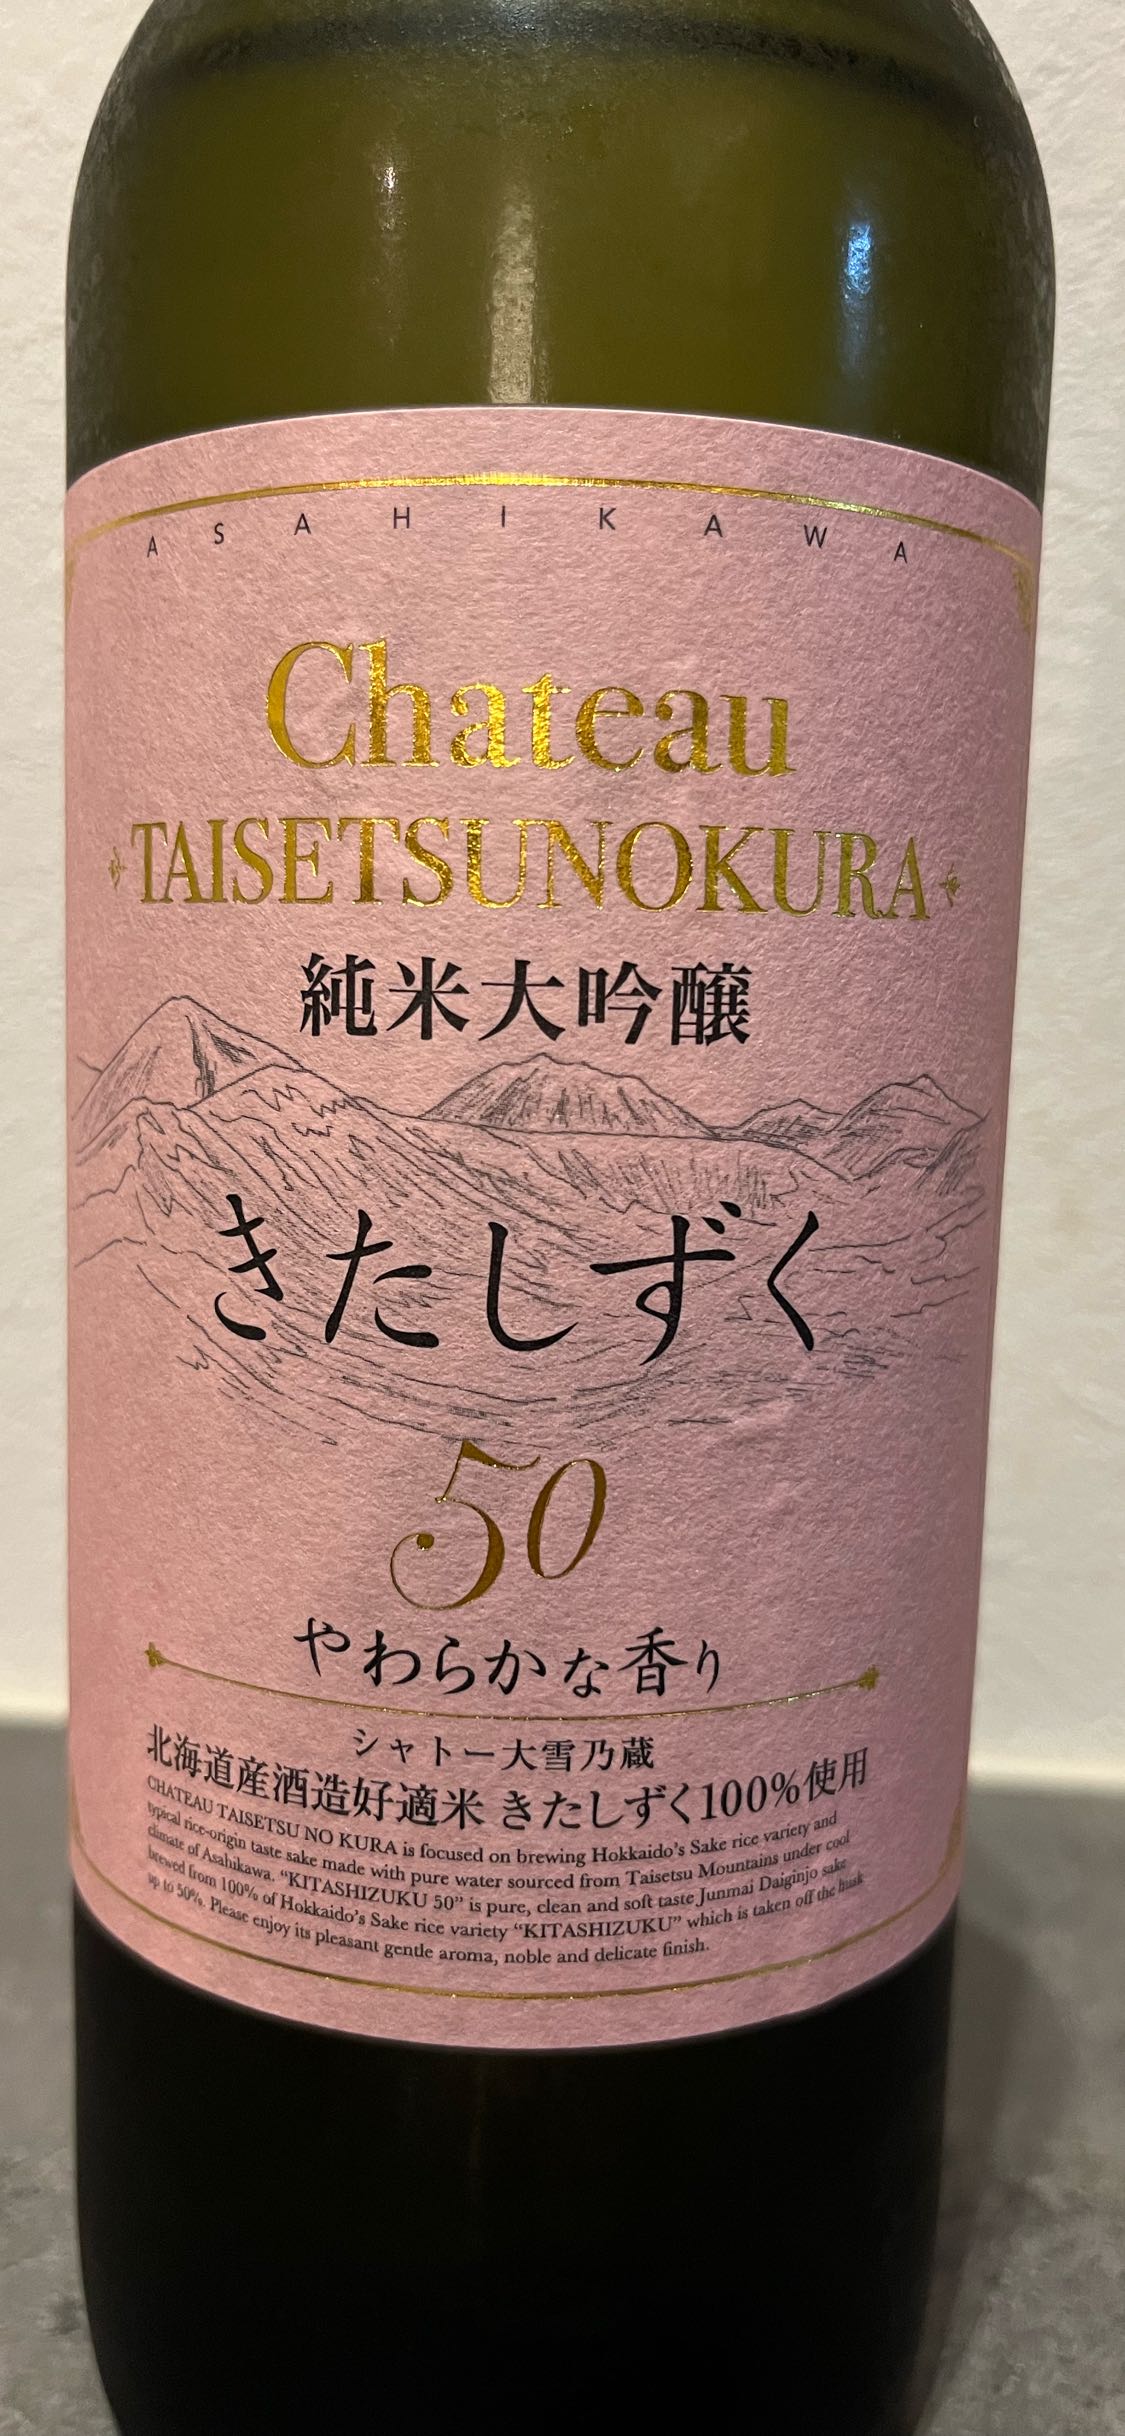 ASAHIKAWA
Chateau
TAISETSUNOKURA
純米大吟醸
きたしずく
50
やわらかな香り
シャトー大雪乃蔵
北海道産酒造好適米 きたしずく100%使用
CHATEAU TAISETSU NO KURA is focused on brewing Hokkaido's Sake rice variety and
typical rice-origin taste sake made with pure water sourced from Taisetsu Mountains under cool
climate of Asahikawa. "KITASHIZUKU 50" is pure, clean and soft taste Junmai Daiginjo sake
brewed from 100% of Hokkaido's Sake rice variety "KITASHIZUKU" which is taken off the husk
up to 50%. Please enjoy its pleasant gentle aroma, noble and delicate finish.